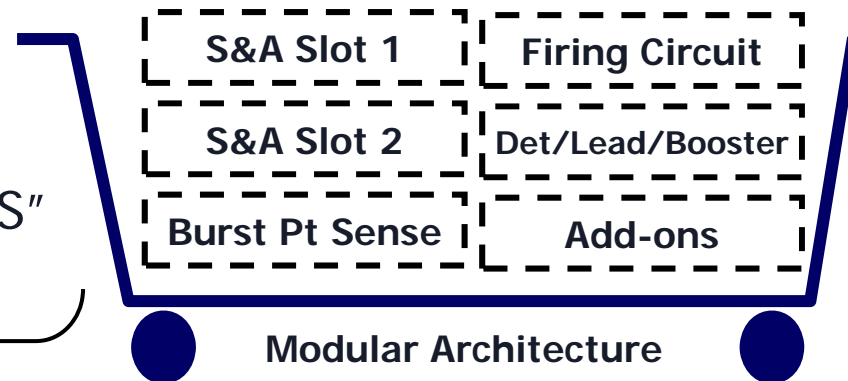 S&A Slot 1
Firing Circuit
S&A Slot 2
Det/Lead/Booster
S”
Burst Pt Sense
Add-ons
Modular Architecture